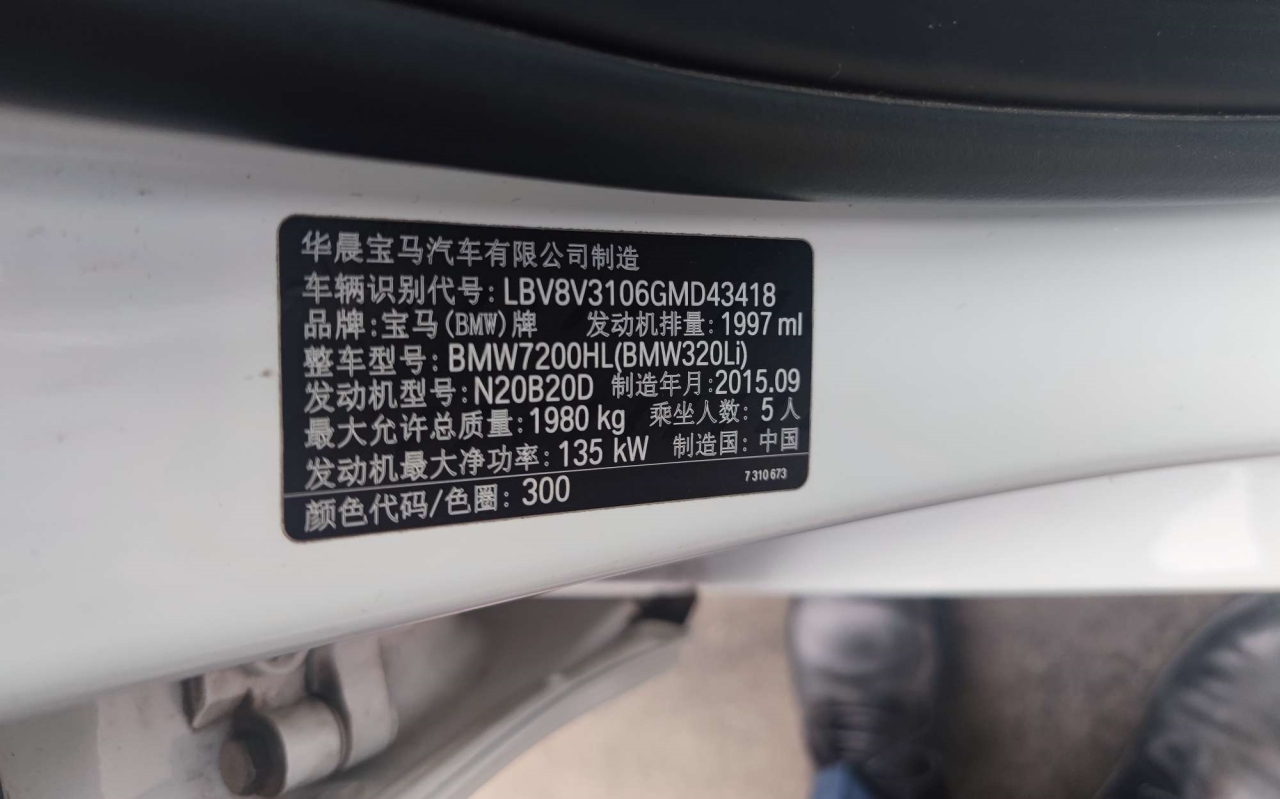 华晨宝马汽车有限公司制造
车辆识别代号: LBV8V3106GMD43418
品牌: 宝马(BMW)牌 发动机排量: 1997 ml
整车型号: BMW7200HL(BMW320Li)
发动机型号: N20B20D 制造年月: 2015.09
最大允许总质量: 1980 kg 乘坐人数: 5 人
发动机最大净功率: 135 kW 制造国: 中国
7 310 673
颜色代码/色圈: 300